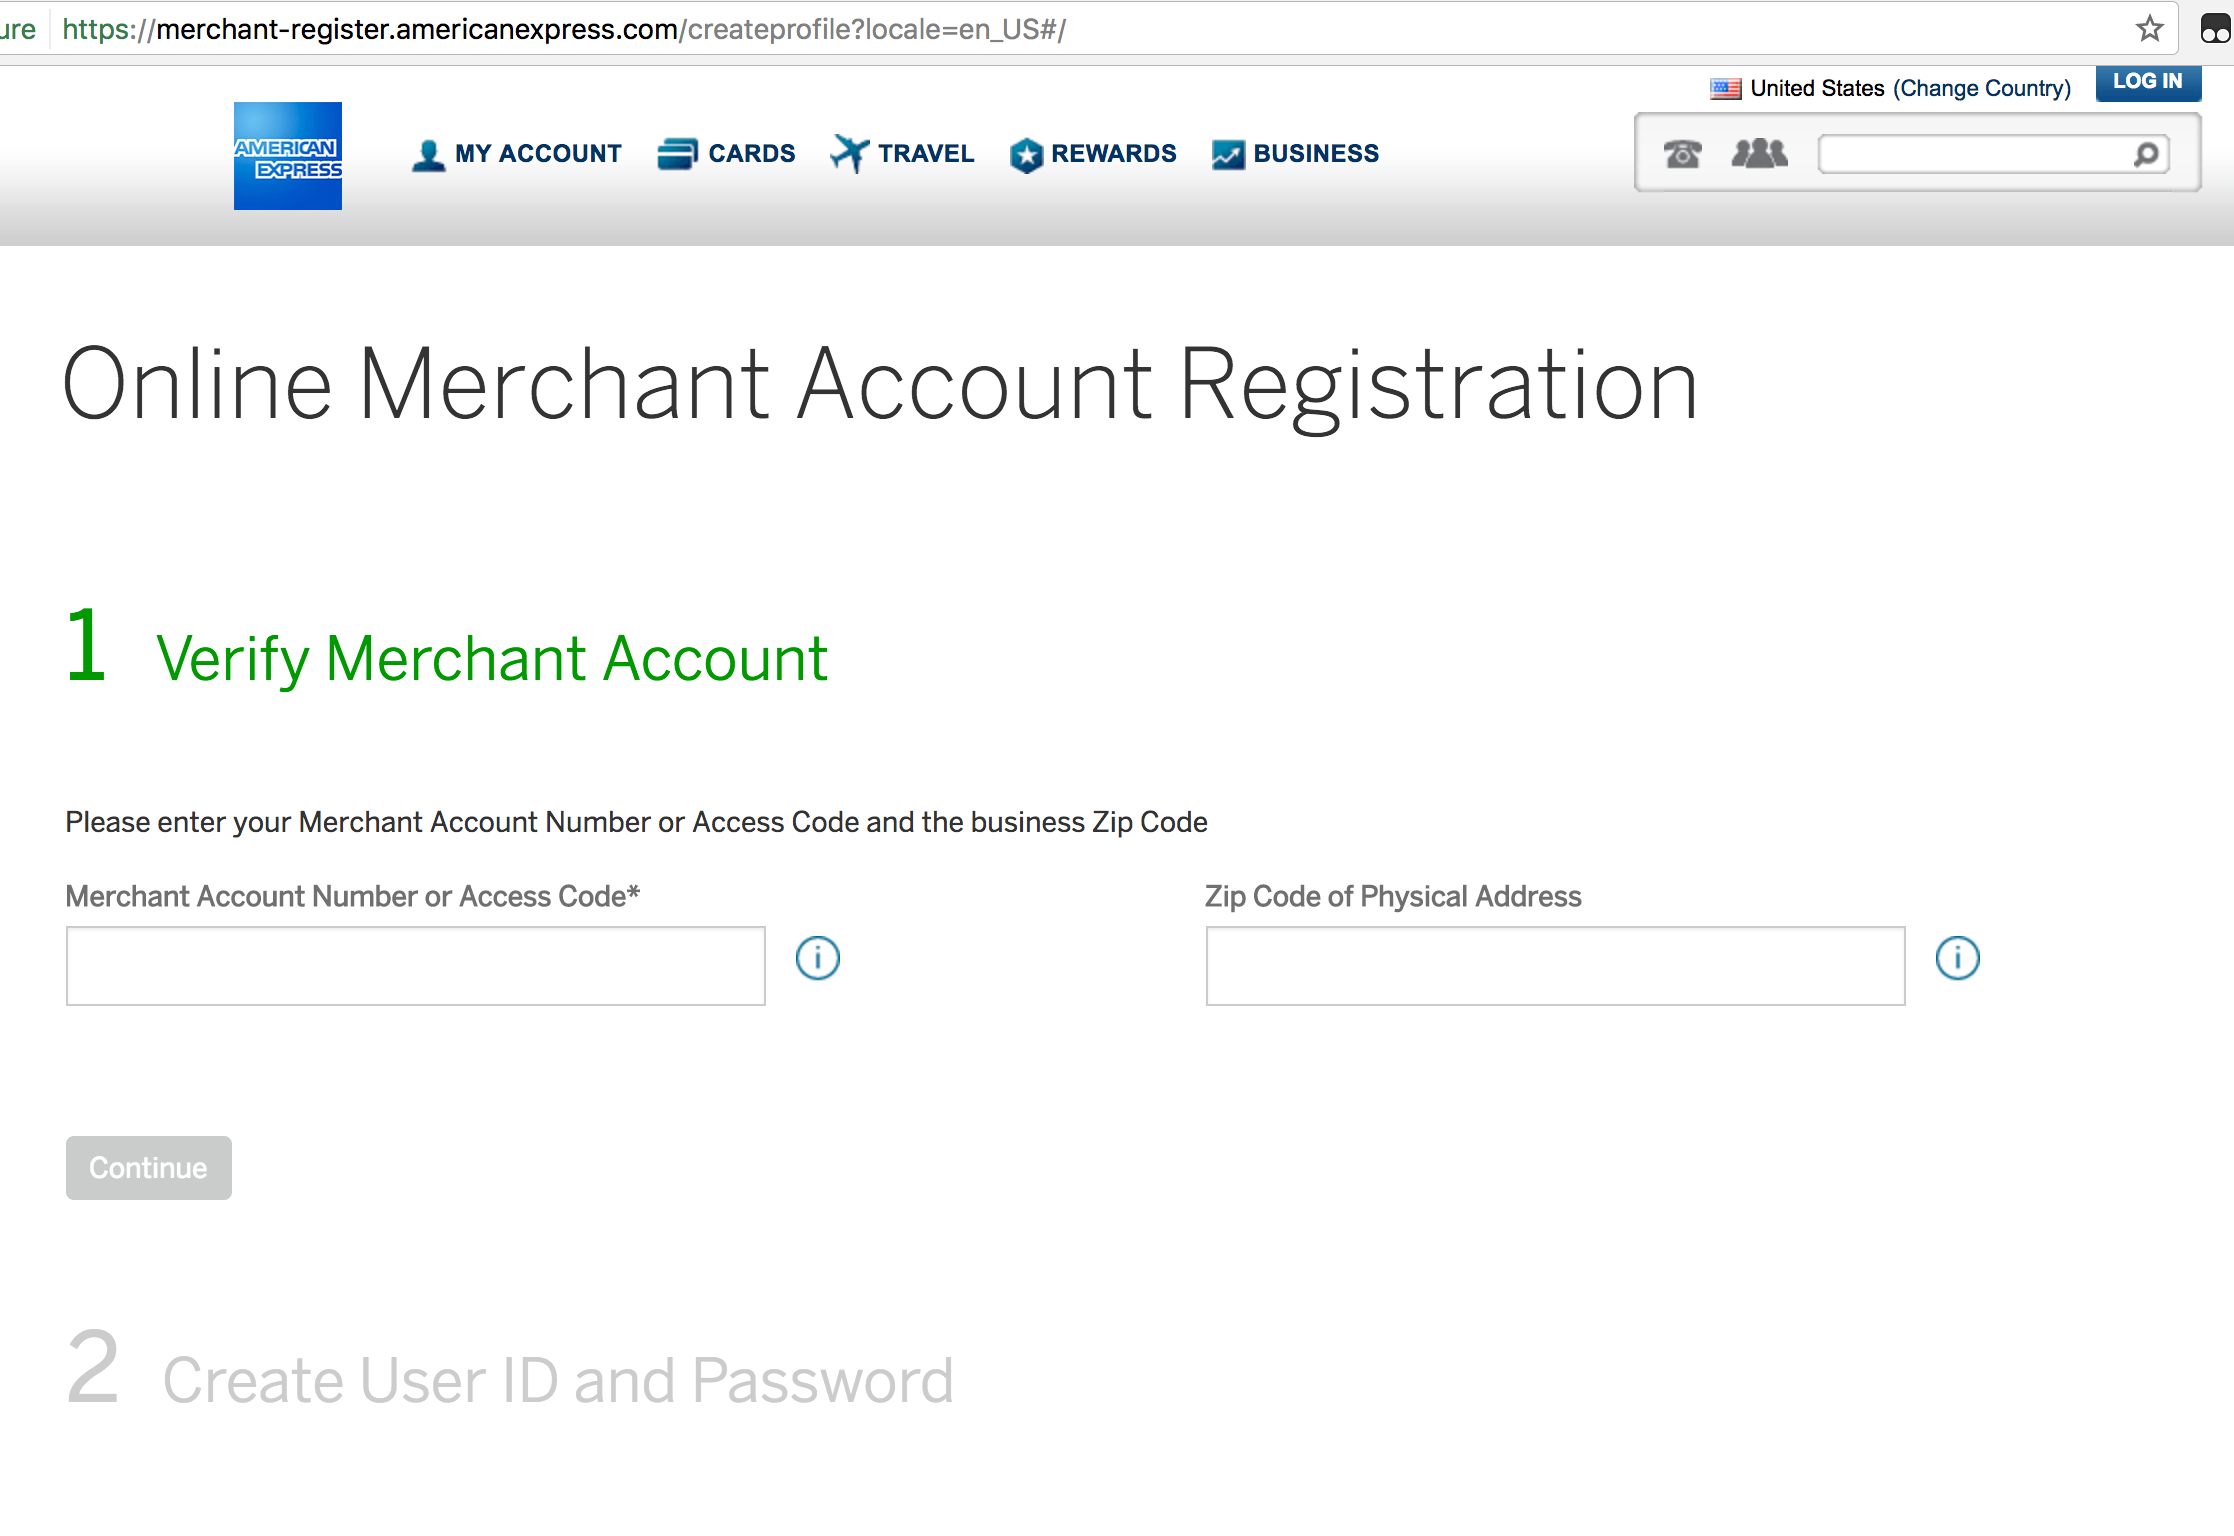 ure https://merchant-register.americanexpress.com/createprofile?locale=en_US#/
United States (Change Country) LOG IN
AMERICAN
EXPRESS
MY ACCOUNT CARDS TRAVEL REWARDS BUSINESS
Online Merchant Account Registration
1 Verify Merchant Account
Please enter your Merchant Account Number or Access Code and the business Zip Code
Merchant Account Number or Access Code* Zip Code of Physical Address
Continue
2 Create User ID and Password